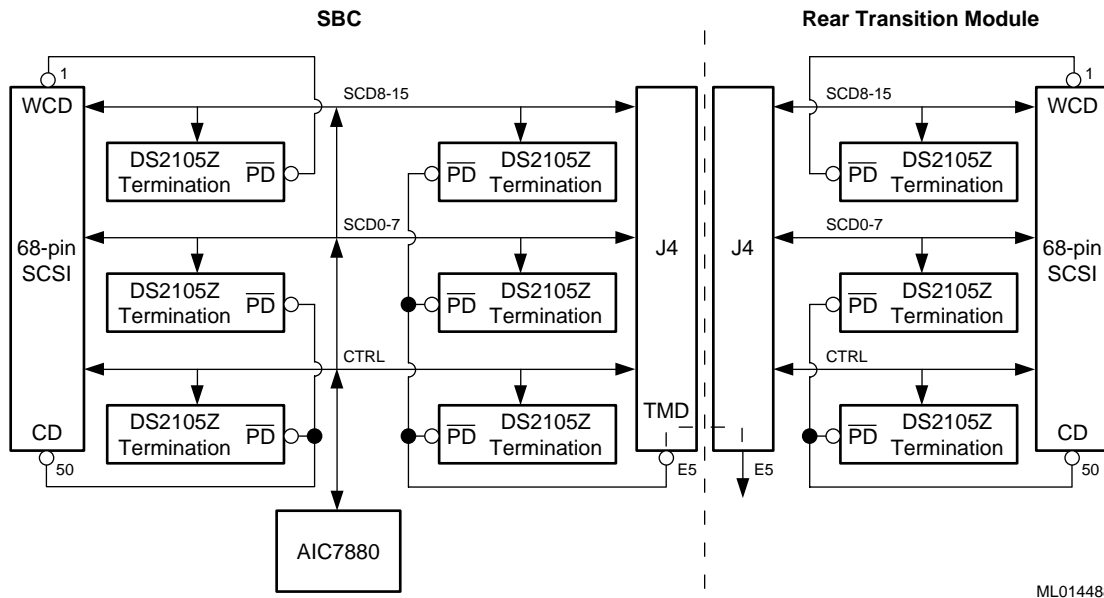 SBC
Rear Transition Module
1
WCD
SCD8-15
DS2105Z
Termination
PD
PD
DS2105Z
Termination
SCD8-15
1
WCD
PD
DS2105Z
Termination
68-pin
SCSI
SCD0-7
DS2105Z
Termination
PD
PD
DS2105Z
Termination
J4
J4
SCD0-7
PD
DS2105Z
Termination
68-pin
SCSI
CTRL
DS2105Z
Termination
PD
PD
DS2105Z
Termination
TMD
CTRL
PD
DS2105Z
Termination
CD
50
E5
E5
CD
50
AIC7880
ML014484